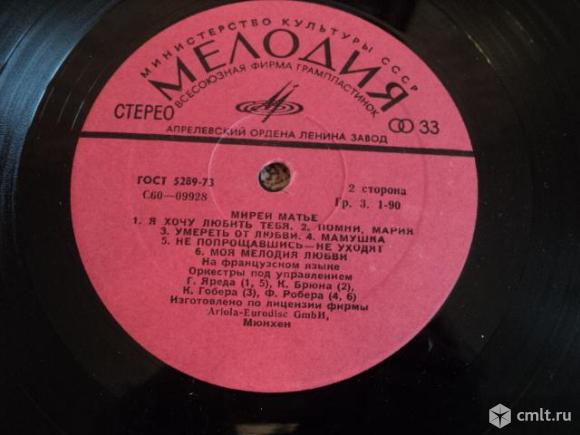 МИНИСТЕРСТВО КУЛЬТУРЫ СССР
МЕЛОДИЯ
ВСЕСОЮЗНАЯ ФИРМА ГРАМПЛАСТИНОК
СТЕРЕО
33
АПРЕЛЕВСКИЙ ОРДЕНА ЛЕНИНА ЗАВОД
ГОСТ 5289-73
С60—09928
2 сторона
Гр. 3. 1-90
МИРЕЙ МАТЬЕ
1. Я ХОЧУ ЛЮБИТЬ ТЕБЯ. 2. ПОМНИ, МАРИЯ
3. УМЕРЕТЬ ОТ ЛЮБВИ. 4. МАМУШКА
5. НЕ ПОПРОЩАВШИСЬ—НЕ УХОДЯТ
6. МОЯ МЕЛОДИЯ ЛЮБВИ
На французском языке
Оркестры под управлением
Г. Яреда (1, 5), К. Брюна (2),
К. Гобера (3), Ф. Робера (4, 6)
Изготовлено по лицензии фирмы
Ariola-Eurodisc GmbH,
Мюнхен
cmlt.ru